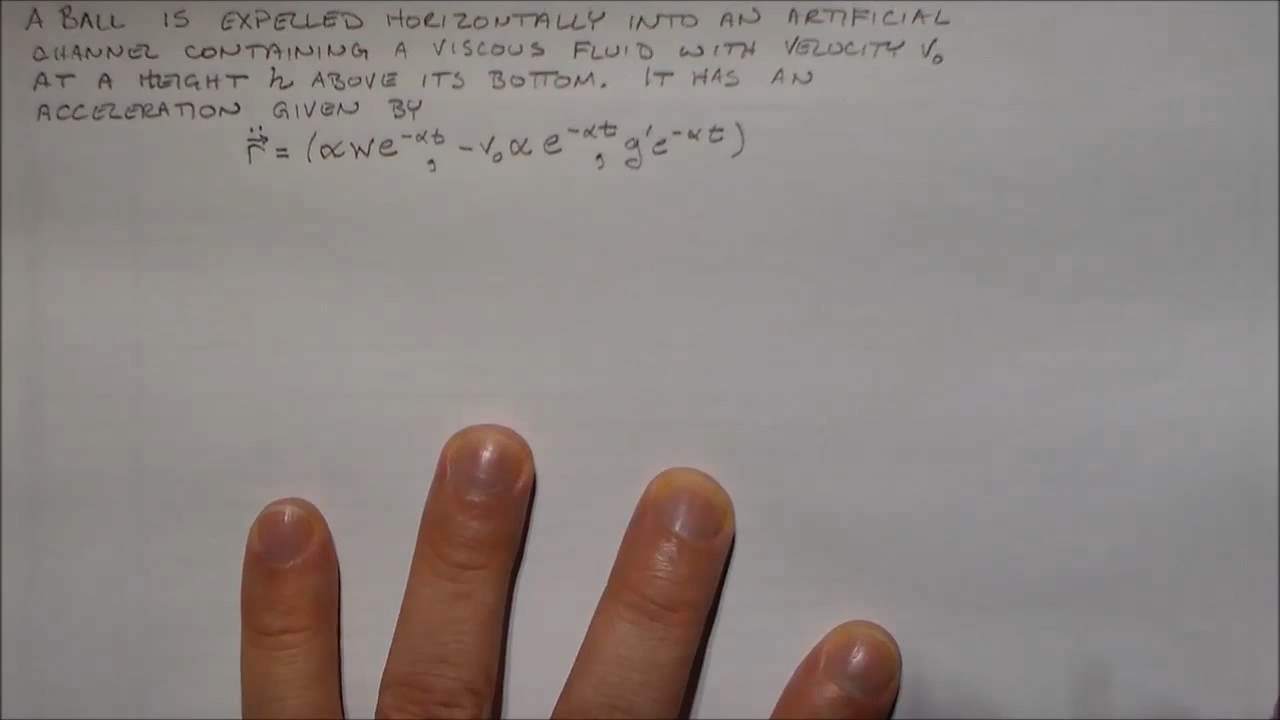 A BALL IS EXPELLED HORIZONTALLY INTO AN ARTIFICIAL
CHANNEL CONTAINING A VISCOUS FLUID WITH VELOCITY V₀
AT A HEIGHT h ABOVE ITS BOTTOM. IT HAS AN
ACCELERATION GIVEN BY
r⃗̈ = (αwe^{-αt}, -v₀αe^{-αt}, g'e^{-αt})